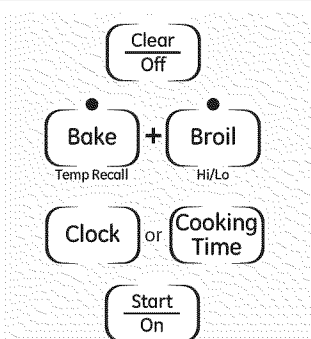 Clear
Off
Bake + Broil
Temp Recall Hi/Lo
Clock or Cooking Time
Start
On